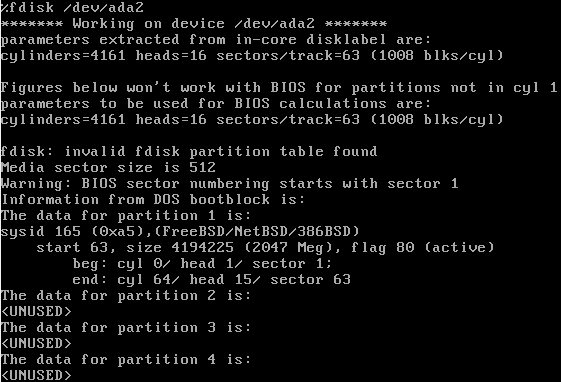 %fdisk /dev/ada2
******* Working on device /dev/ada2 *******
parameters extracted from in-core disklabel are:
cylinders=4161 heads=16 sectors/track=63 (1008 blks/cyl)

Figures below won't work with BIOS for partitions not in cyl 1
parameters to be used for BIOS calculations are:
cylinders=4161 heads=16 sectors/track=63 (1008 blks/cyl)

fdisk: invalid fdisk partition table found
Media sector size is 512
Warning: BIOS sector numbering starts with sector 1
Information from DOS bootblock is:
The data for partition 1 is:
sysid 165 (0xa5),(FreeBSD/NetBSD/386BSD)
    start 63, size 4194225 (2047 Meg), flag 80 (active)
        beg: cyl 0/ head 1/ sector 1;
        end: cyl 64/ head 15/ sector 63
The data for partition 2 is:
<UNUSED>
The data for partition 3 is:
<UNUSED>
The data for partition 4 is:
<UNUSED>